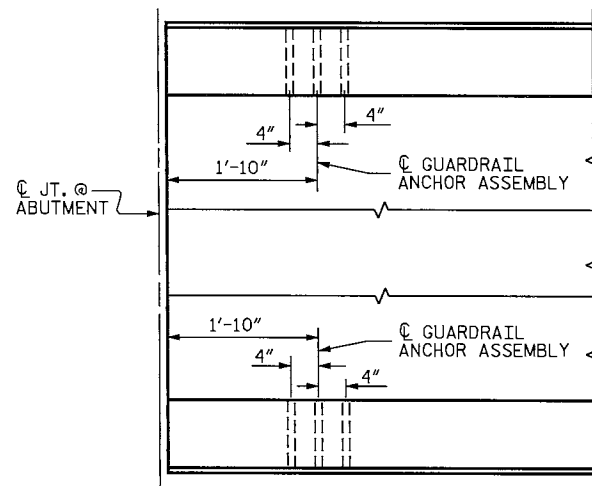 4"
4"
1'-10"
℄ GUARDRAIL
ANCHOR ASSEMBLY
℄ JT. @
ABUTMENT
1'-10"
℄ GUARDRAIL
ANCHOR ASSEMBLY
4"
4"